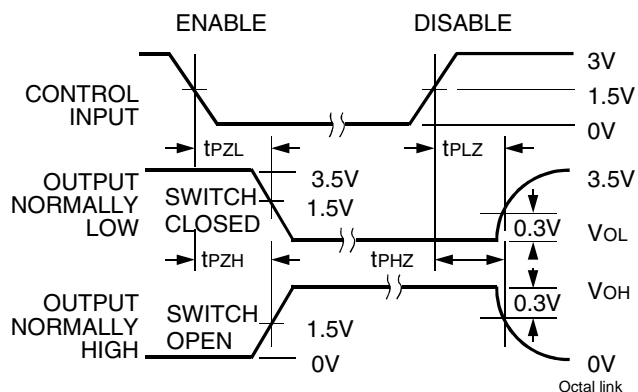 ENABLE DISABLE
3V
CONTROL
INPUT
1.5V
0V
tPZL tPLZ
OUTPUT
NORMALLY
LOW
SWITCH
CLOSED
3.5V
1.5V
3.5V
0.3V
VOL
tPZH tPHZ
OUTPUT
NORMALLY
HIGH
SWITCH
OPEN
1.5V
0V
VOH
0.3V
0V
Octal link